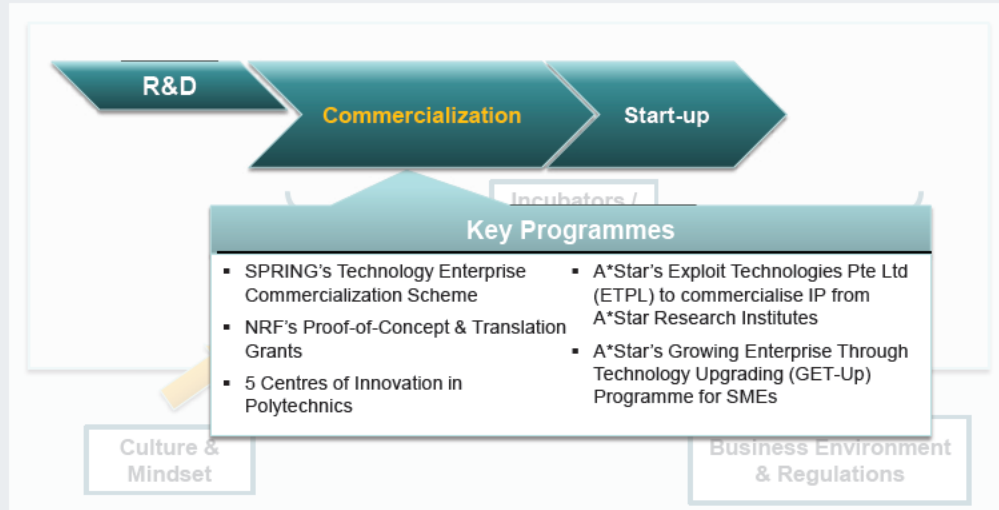 R&D
Commercialization
Start-up
Incubators /
Key Programmes
▪ SPRING's Technology Enterprise
Commercialization Scheme
▪ NRF's Proof-of-Concept & Translation
Grants
▪ 5 Centres of Innovation in
Polytechnics
▪ A*Star's Exploit Technologies Pte Ltd
(ETPL) to commercialise IP from
A*Star Research Institutes
▪ A*Star's Growing Enterprise Through
Technology Upgrading (GET-Up)
Programme for SMEs
Culture &
Mindset
Business Environment
& Regulations